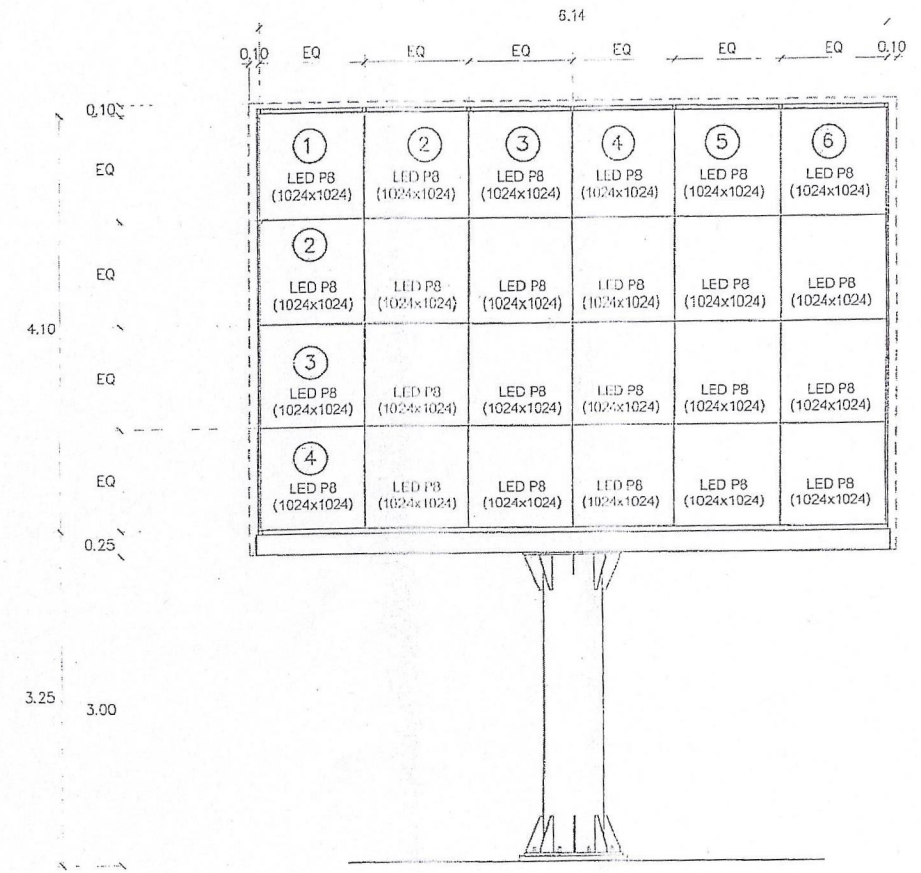 6.14
0,10 EQ EQ EQ EQ EQ EQ 0.10
0,10
EQ
EQ
EQ
EQ
4.10
0.25
3.25
3.00
1 2 3 4 5 6
LED P8 LED P8 LED P8 LED P8 LED P8 LED P8
(1024x1024) (1024x1024) (1024x1024) (1024x1024) (1024x1024) (1024x1024)
2
LED P8 LED P8 LED P8 LED P8 LED P8 LED P8
(1024x1024) (1024x1024) (1024x1024) (1024x1024) (1024x1024) (1024x1024)
3
LED P8 LED P8 LED P8 LED P8 LED P8 LED P8
(1024x1024) (1024x1024) (1024x1024) (1024x1024) (1024x1024) (1024x1024)
4
LED P8 LED P8 LED P8 LED P8 LED P8 LED P8
(1024x1024) (1024x1024) (1024x1024) (1024x1024) (1024x1024) (1024x1024)